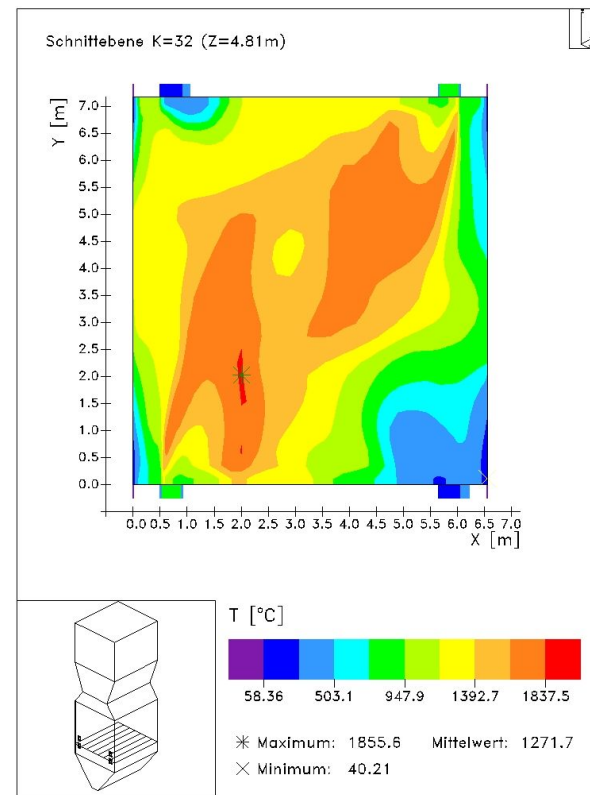 Schnittebene K=32 (Z=4.81m)
Y [m]
7.0
6.5
6.0
5.5
5.0
4.5
4.0
3.5
3.0
2.5
2.0
1.5
1.0
0.5
0.0
0.0 0.5 1.0 1.5 2.0 2.5 3.0 3.5 4.0 4.5 5.0 5.5 6.0 6.5 7.0
X [m]
T [°C]
58.36 503.1 947.9 1392.7 1837.5
Maximum: 1855.6 Mittelwert: 1271.7
Minimum: 40.21